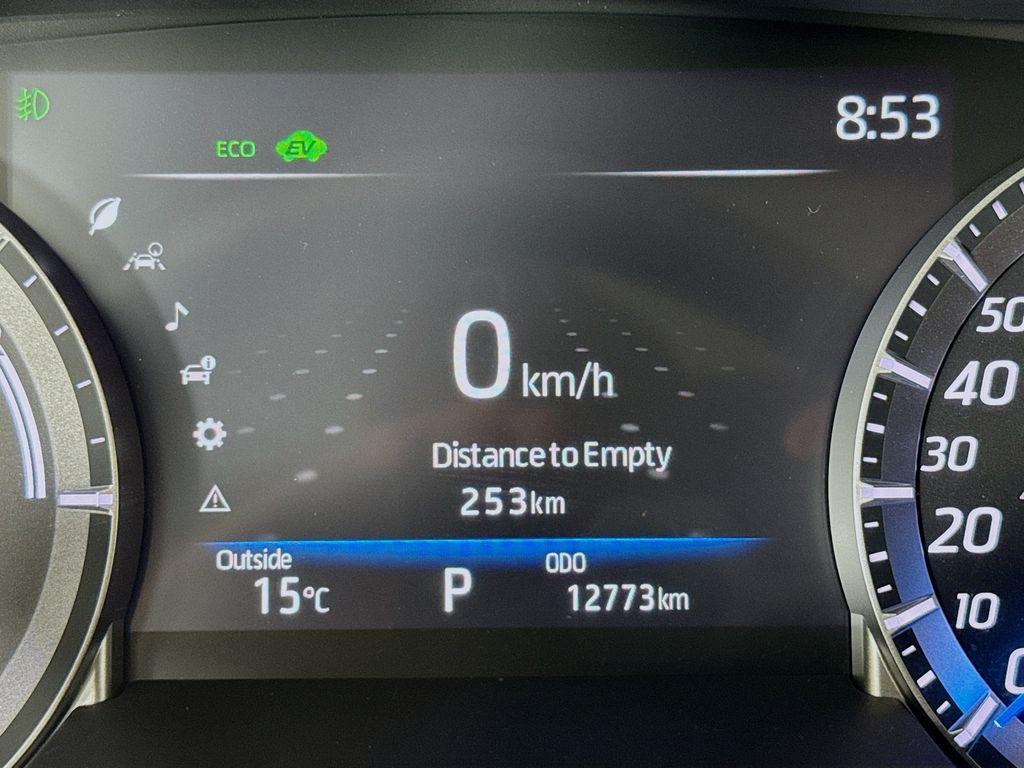 8:53
ECO EV
0 km/h
Distance to Empty
253km
Outside
15°C
P
ODO
12773km
50
40
30
20
10
0